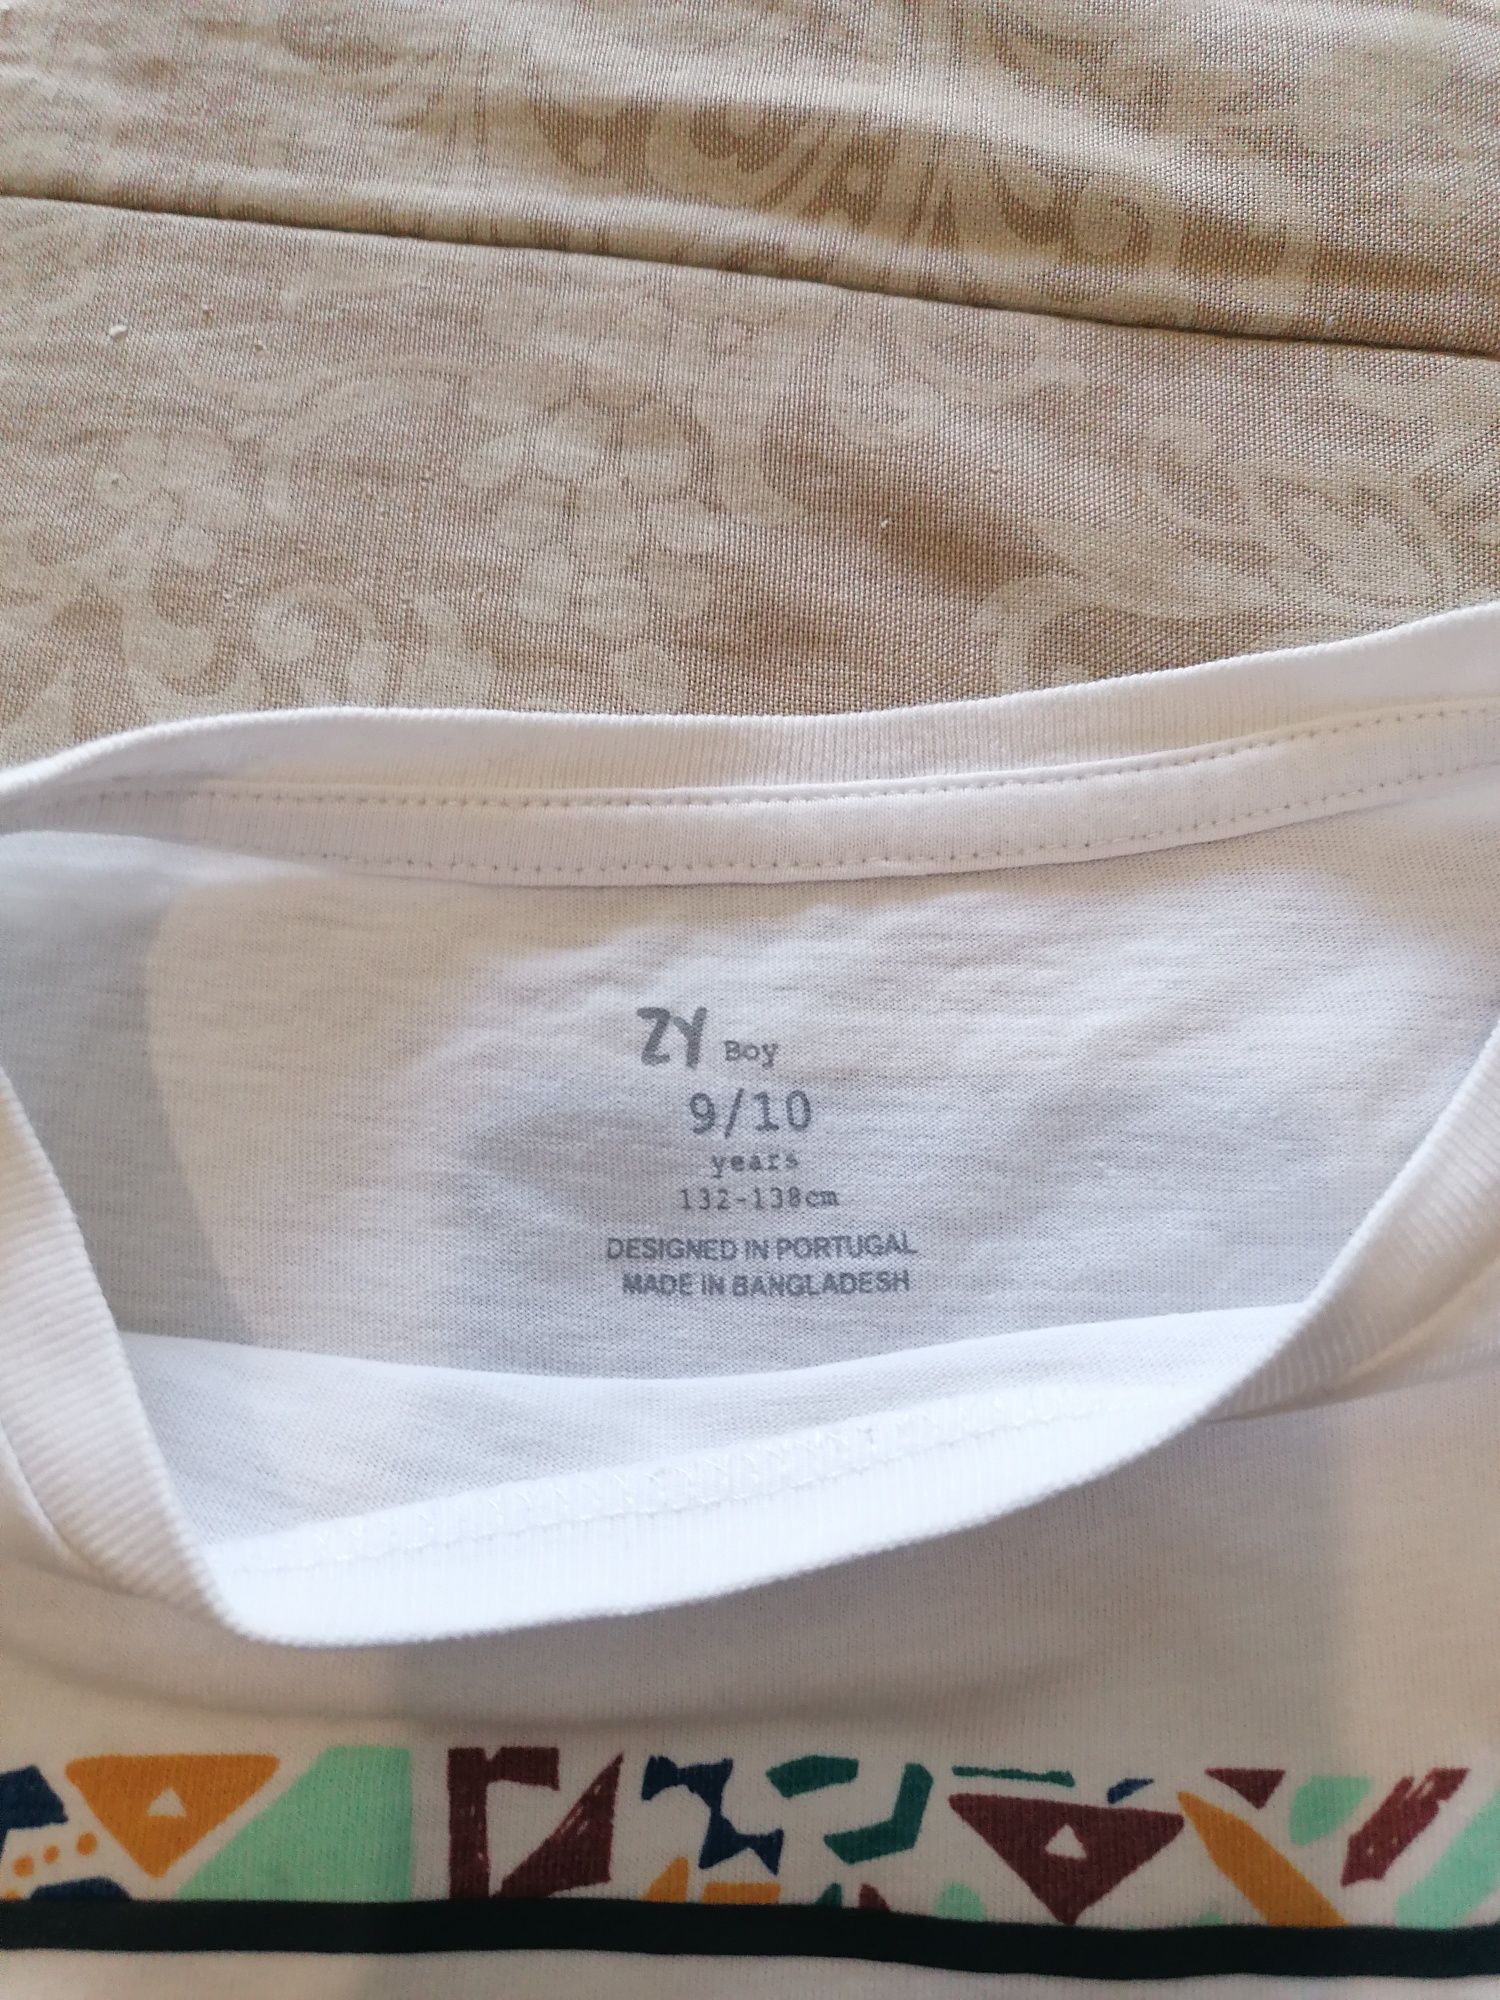 ZY Boy
9/10
years
132-138cm
DESIGNED IN PORTUGAL
MADE IN BANGLADESH